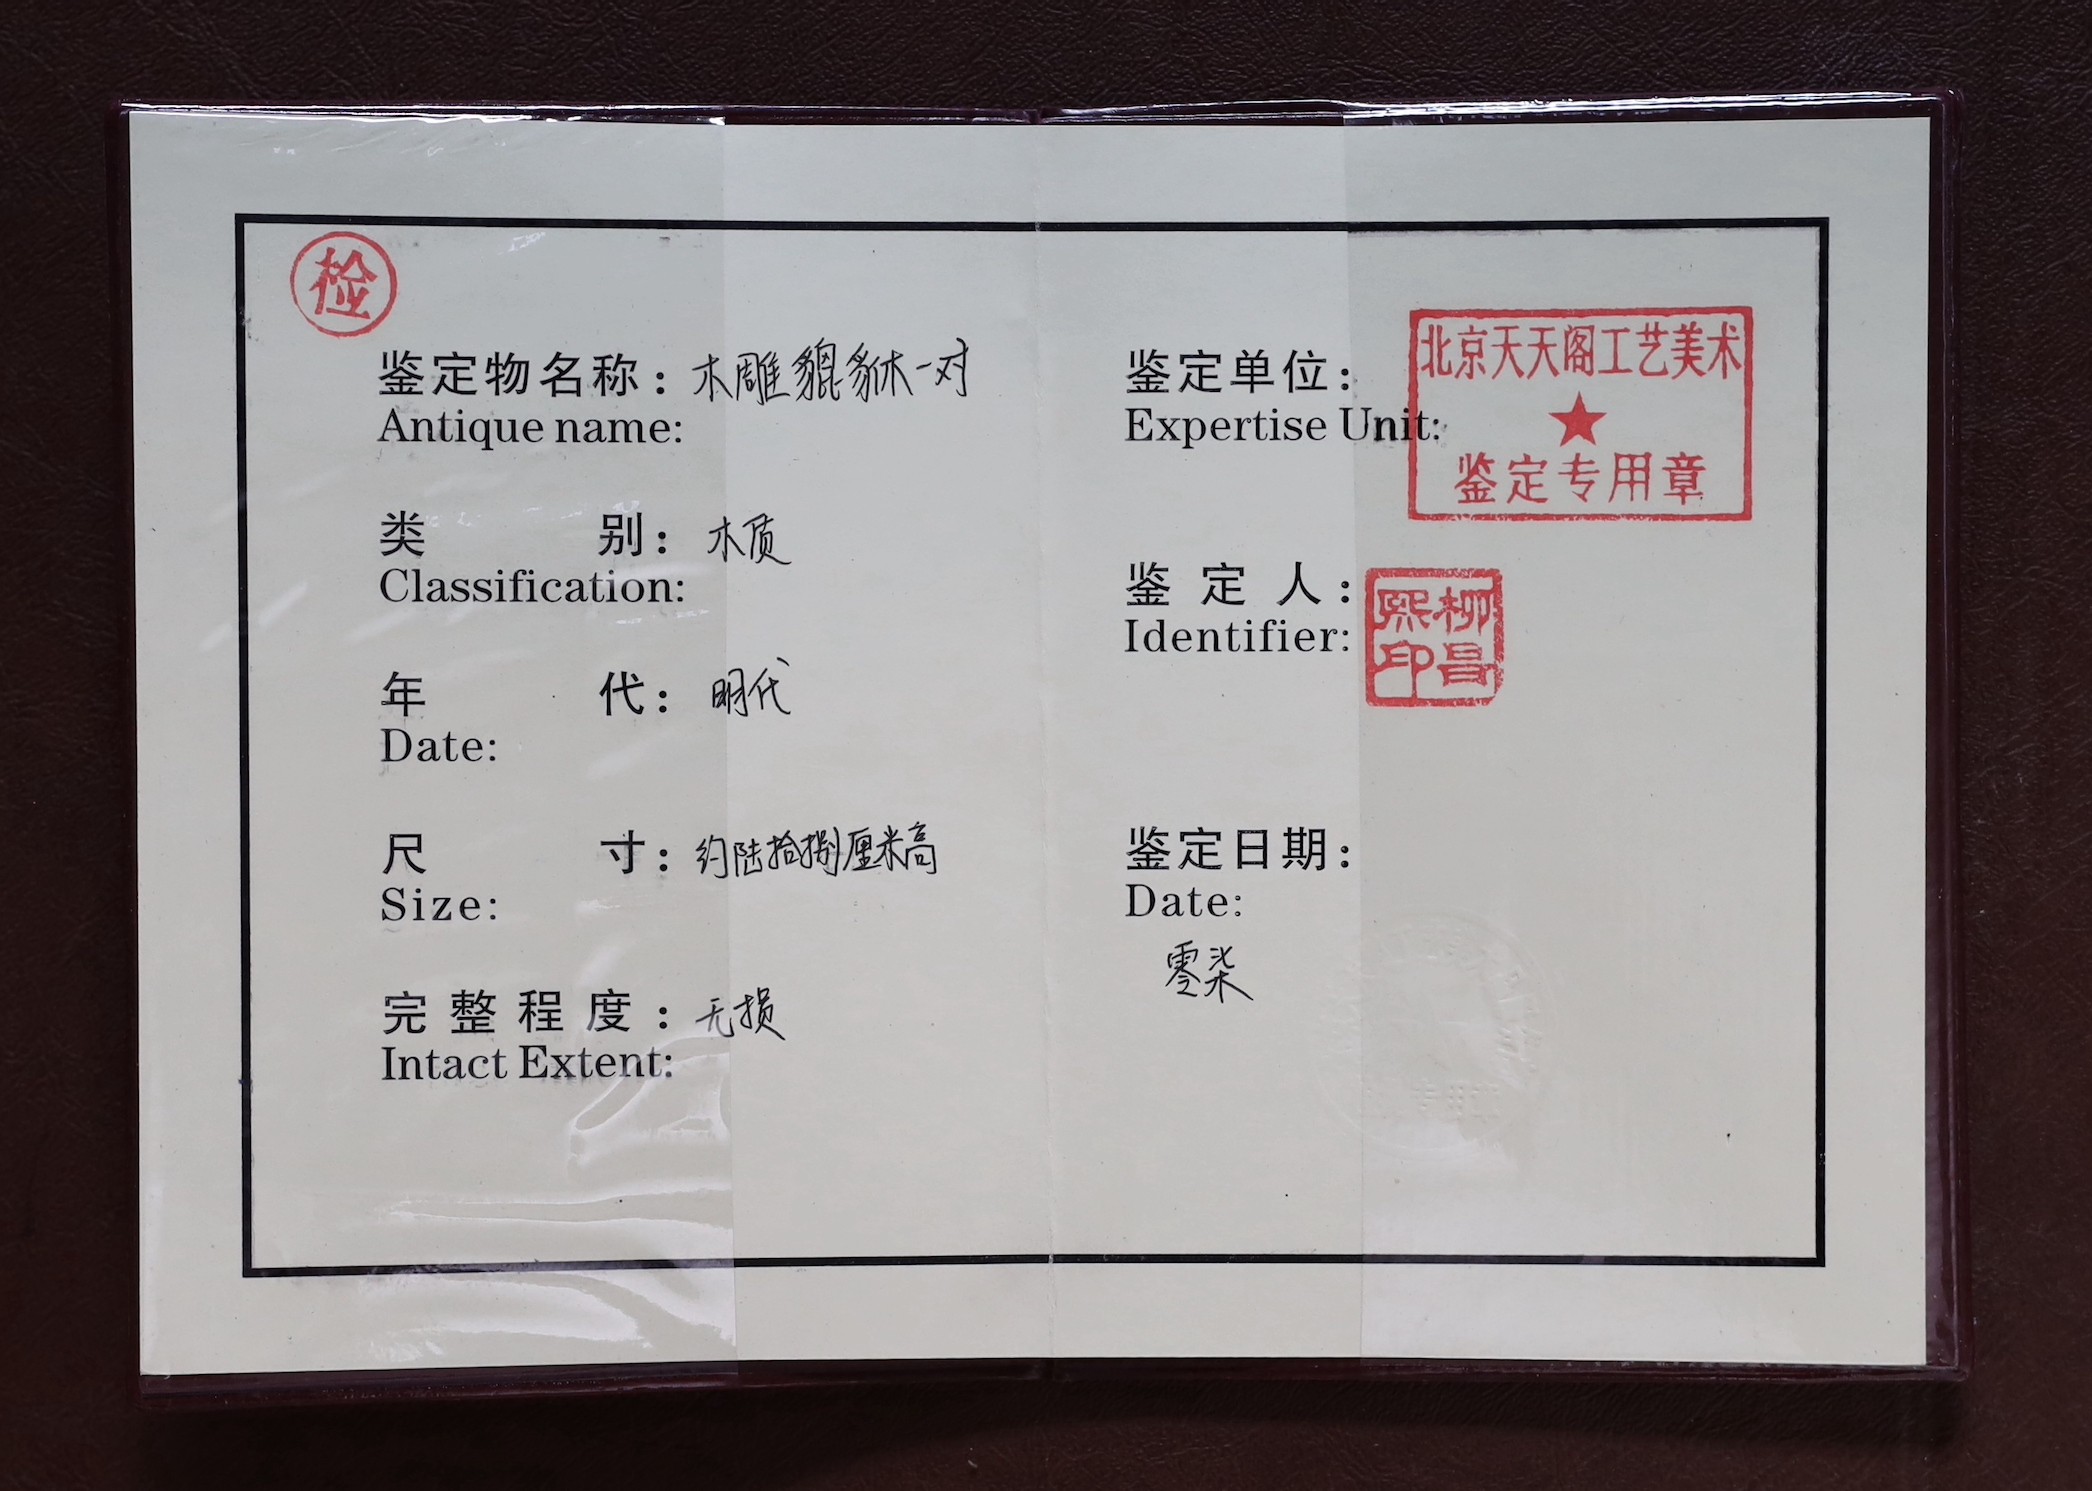 检
鉴定物名称：木雕貔貅一对
Antique name:
类别：木质
Classification:
年代：明代
Date:
尺寸：约陆拾捌厘米高
Size:
完整程度：无损
Intact Extent:
鉴定单位：
Expertise Unit:
北京天天阁工艺美术
★
鉴定专用章
鉴定人：
Identifier:
柳昌
熙印
鉴定日期：
Date:
零柒
专用